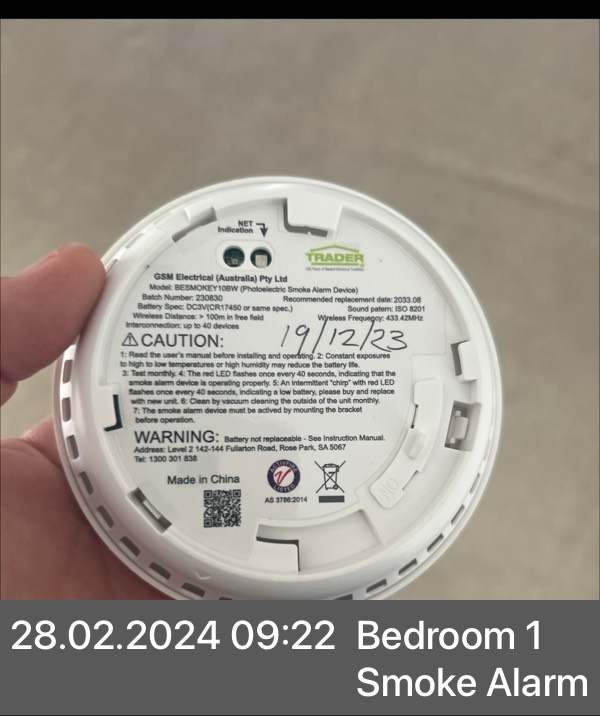 NET
Indication
TRADER
GSM Electrical (Australia) Pty Ltd
Model: BESMOKEY10BW (Photoelectric Smoke Alarm Device)
Batch Number: 230830
Recommended replacement date: 2033.08
Battery Spec: DC3V(CR17450 or same spec.)
Sound pattern: ISO 8201
Wireless Distance: > 100m in free field
Wireless Frequency: 433.42MHz
Interconnection: up to 40 devices
19/12/23
CAUTION:
1: Read the user's manual before installing and operating. 2: Constant exposures
to high to low temperatures or high humidity may reduce the battery life.
3: Test monthly. 4: The red LED flashes once every 40 seconds, indicating that the
smoke alarm device is operating properly. 5: An intermittent "chirp" with red LED
flashes once every 40 seconds, indicating a low battery, please buy and replace
with new unit. 6: Clean by vacuum cleaning the outside of the unit monthly.
7: The smoke alarm device must be actived by mounting the bracket
before operation.
WARNING: Battery not replaceable - See Instruction Manual.
Address: Level 2 142-144 Fullarton Road, Rose Park, SA 5067
Tel: 1300 301 838
Made in China
AS 3786:2014
ON
28.02.2024 09:22 Bedroom 1
Smoke Alarm